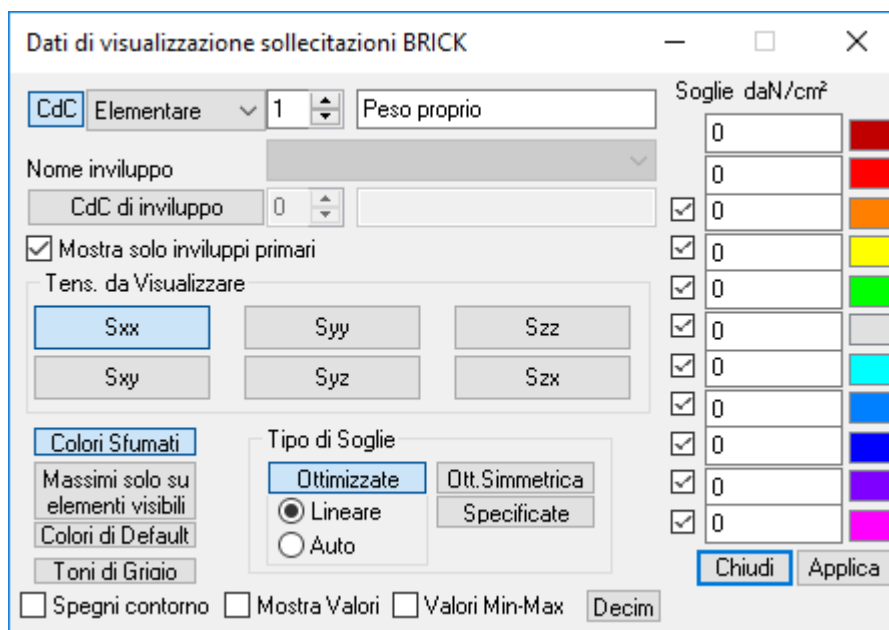 Dati di visualizzazione sollecitazioni BRICK
CdC Elementare 1 Peso proprio
Nome inviluppo
CdC di inviluppo 0
Mostra solo inviluppi primari
Tens. da Visualizzare
Sxx Syy Szz
Sxy Syz Szx
Colori Sfumati
Massimi solo su
elementi visibili
Colori di Default
Toni di Grigio
Tipo di Soglie
Ottimizzate Ott.Simmetrica
Lineare Specificate
Auto
Spegni contorno Mostra Valori Valori Min-Max Decim
Soglie daN/cm²
0
0
0
0
0
0
0
0
0
0
0
Chiudi Applica